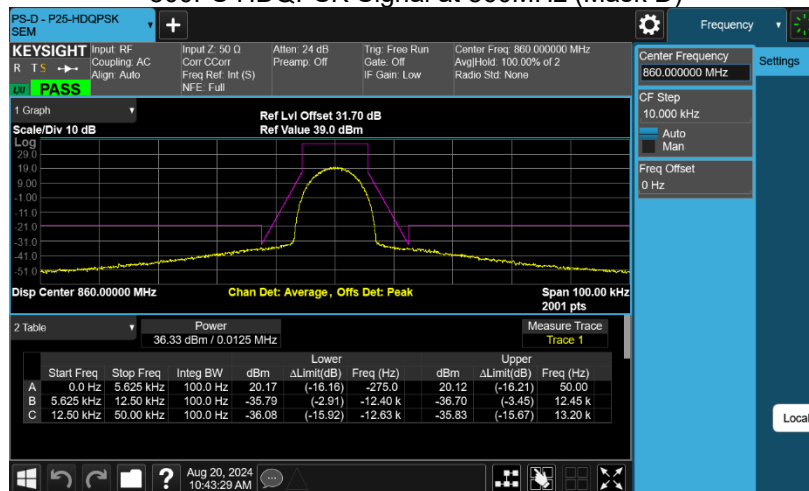 PS-D - P25-HDQPSK
SEM
Frequency
KEYSIGHT
R T S
LXI
PASS
Input: RF
Coupling: AC
Align: Auto
Input Z: 50 Ω
Corr CCorr
Freq Ref: Int (S)
NFE: Full
Atten: 24 dB
Preamp: Off
Trig: Free Run
Gate: Off
IF Gain: Low
Center Freq: 860.000000 MHz
Avg|Hold: 100.00% of 2
Radio Std: None
Center Frequency
860.000000 MHz
Settings
CF Step
10.000 kHz
Auto
Man
Freq Offset
0 Hz
1 Graph
Scale/Div 10 dB
Ref Lvl Offset 31.70 dB
Ref Value 39.0 dBm
Log
29.0
19.0
9.00
-1.00
-11.0
-21.0
-31.0
-41.0
-51.0
Disp Center 860.00000 MHz
Chan Det: Average, Offs Det: Peak
Span 100.00 kHz
2001 pts
2 Table
Power
36.33 dBm / 0.0125 MHz
Measure Trace
Trace 1
Lower Upper
Start Freq Stop Freq Integ BW dBm ΔLimit(dB) Freq (Hz) dBm ΔLimit(dB) Freq (Hz)
A 0.0 Hz 5.625 kHz 100.0 Hz 20.17 (-16.16) -275.0 20.12 (-16.21) 50.00
B 5.625 kHz 12.50 kHz 100.0 Hz -35.79 (-2.91) -12.40 k -36.70 (-3.45) 12.45 k
C 12.50 kHz 50.00 kHz 100.0 Hz -36.08 (-15.92) -12.63 k -35.83 (-15.67) 13.20 k
Local
?
Aug 20, 2024
10:43:29 AM